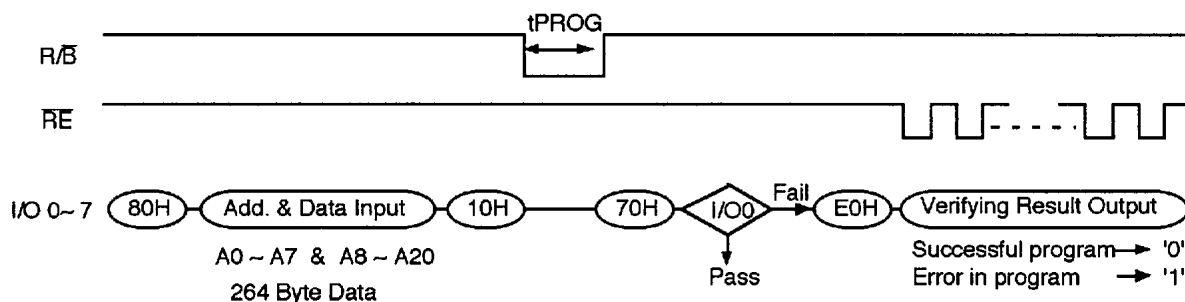 tPROG
R/B̅
R̅E̅
I/O 0~ 7
80H
Add. & Data Input
10H
70H
I/O0
Fail
E0H
Verifying Result Output
A0 ~ A7 & A8 ~ A20
264 Byte Data
Pass
Successful program → '0'
Error in program → '1'